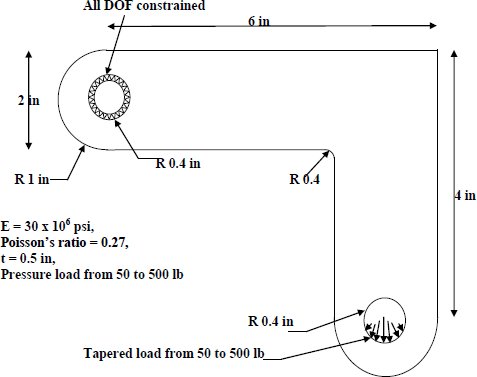 All DOF constrained
6 in
2 in
R 0.4 in
R 1 in
R 0.4
4 in
E = 30 x 10⁶ psi,
Poisson's ratio = 0.27,
t = 0.5 in,
Pressure load from 50 to 500 lb
R 0.4 in
Tapered load from 50 to 500 lb